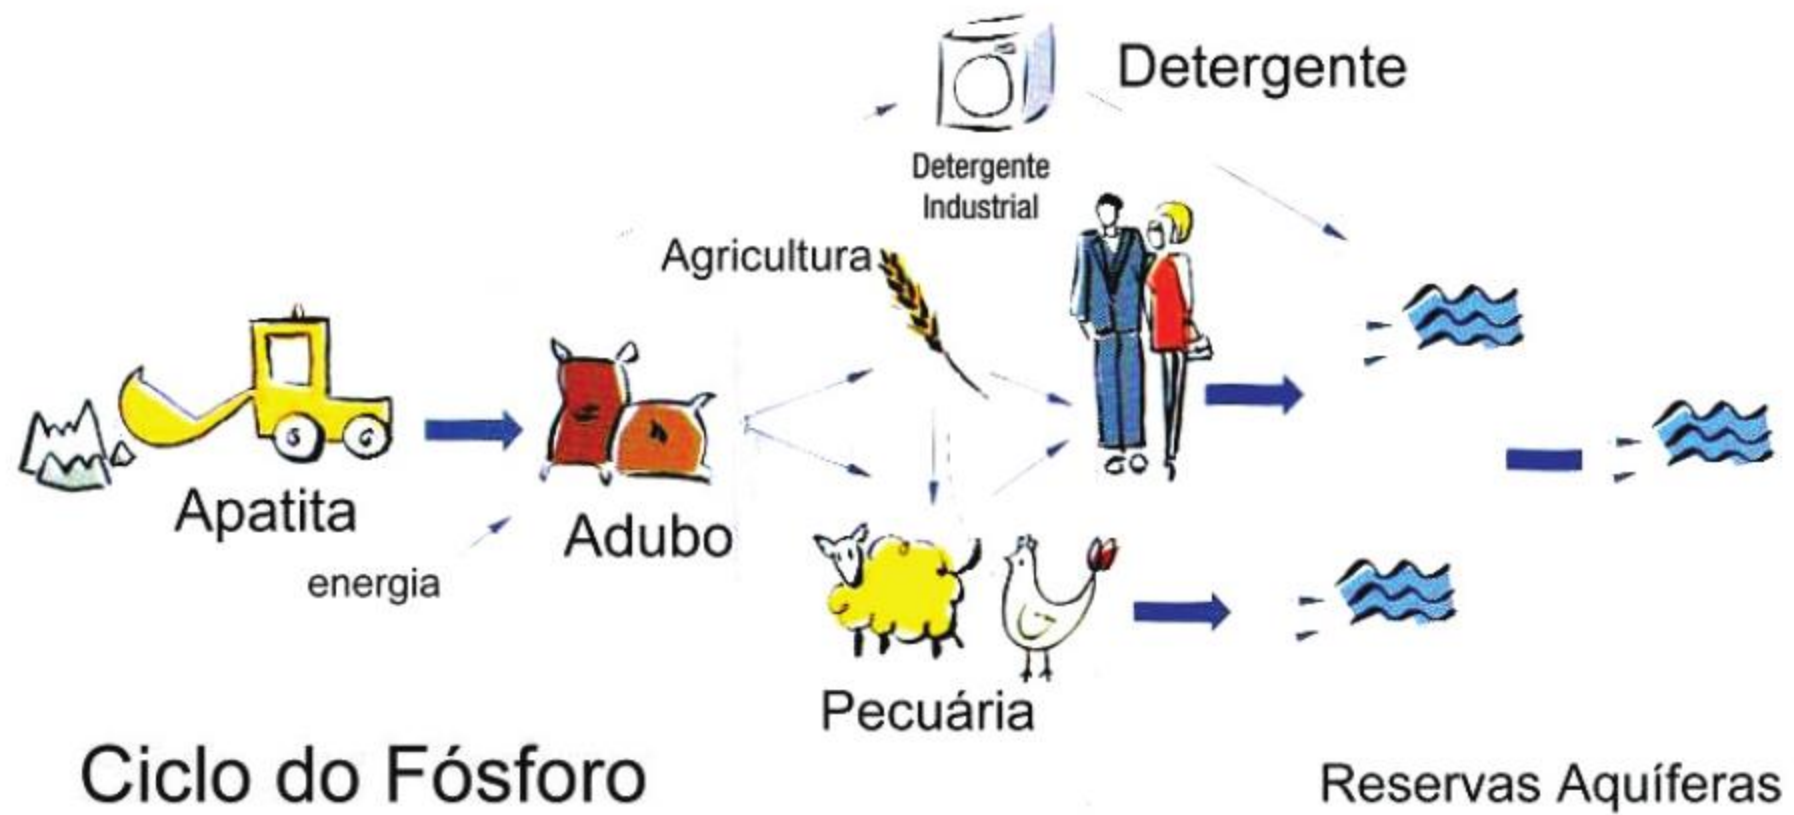 Detergente
Detergente
Industrial
Agricultura
Apatita
Adubo
energia
Pecuária
Ciclo do Fósforo
Reservas Aquíferas